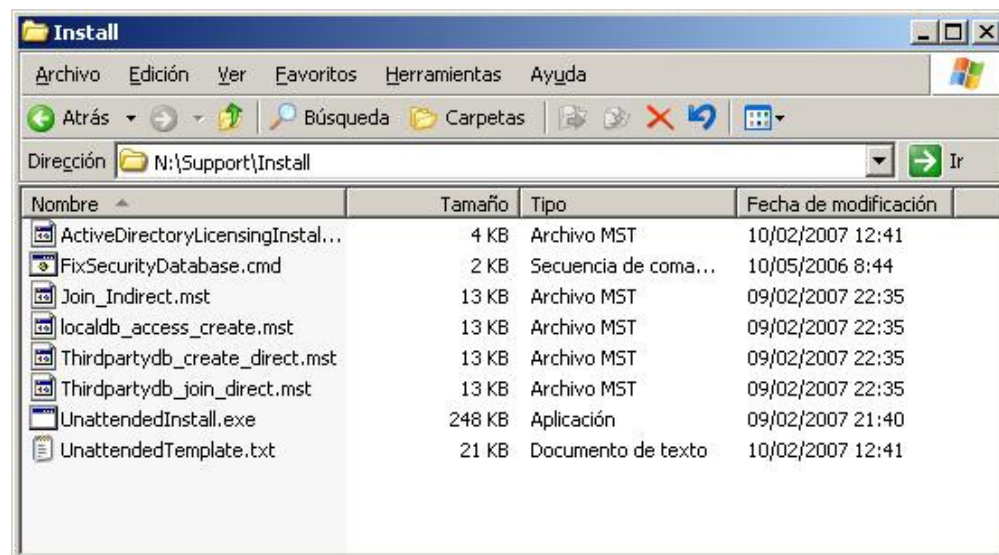 Install
Archivo Edición Ver Favoritos Herramientas Ayuda
Atrás Búsqueda Carpetas
Dirección N:\Support\Install Ir
Nombre Tamaño Tipo Fecha de modificación
ActiveDirectoryLicensingInstal... 4 KB Archivo MST 10/02/2007 12:41
FixSecurityDatabase.cmd 2 KB Secuencia de coma... 10/05/2006 8:44
Join_Indirect.mst 13 KB Archivo MST 09/02/2007 22:35
localdb_access_create.mst 13 KB Archivo MST 09/02/2007 22:35
Thirdpartydb_create_direct.mst 13 KB Archivo MST 09/02/2007 22:35
Thirdpartydb_join_direct.mst 13 KB Archivo MST 09/02/2007 22:35
UnattendedInstall.exe 248 KB Aplicación 09/02/2007 21:40
UnattendedTemplate.txt 21 KB Documento de texto 10/02/2007 12:41